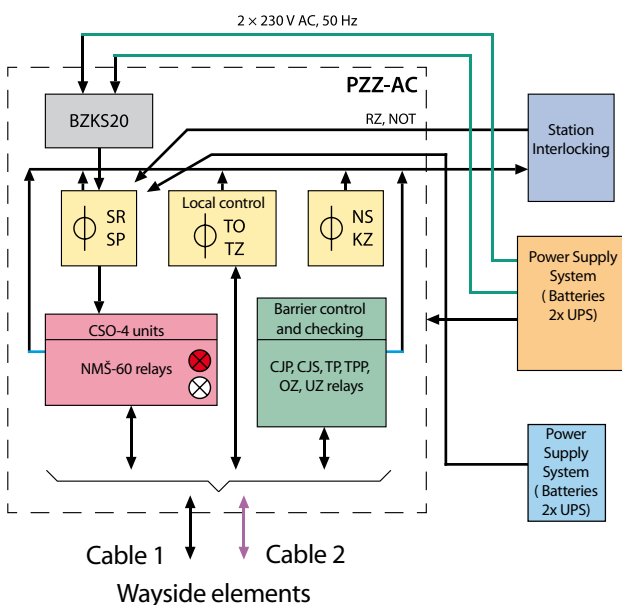 2 × 230 V AC, 50 Hz
PZZ-AC
BZKS20
RZ, NOT
Station
Interlocking
SR
SP
Local control
TO
TZ
NS
KZ
Power Supply
System
( Batteries
2x UPS)
CSO-4 units
NMŠ-60 relays
Barrier control
and checking
CJP, CJS, TP, TPP,
OZ, UZ relays
Power
Supply
System
( Batteries
2x UPS)
Cable 1
Cable 2
Wayside elements